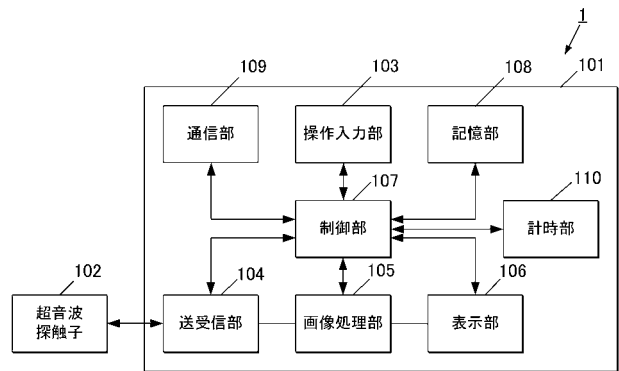 1
109
103
108
101
通信部
操作入力部
記憶部
107
110
制御部
計時部
102
104
105
106
超音波
探触子
送受信部
画像処理部
表示部